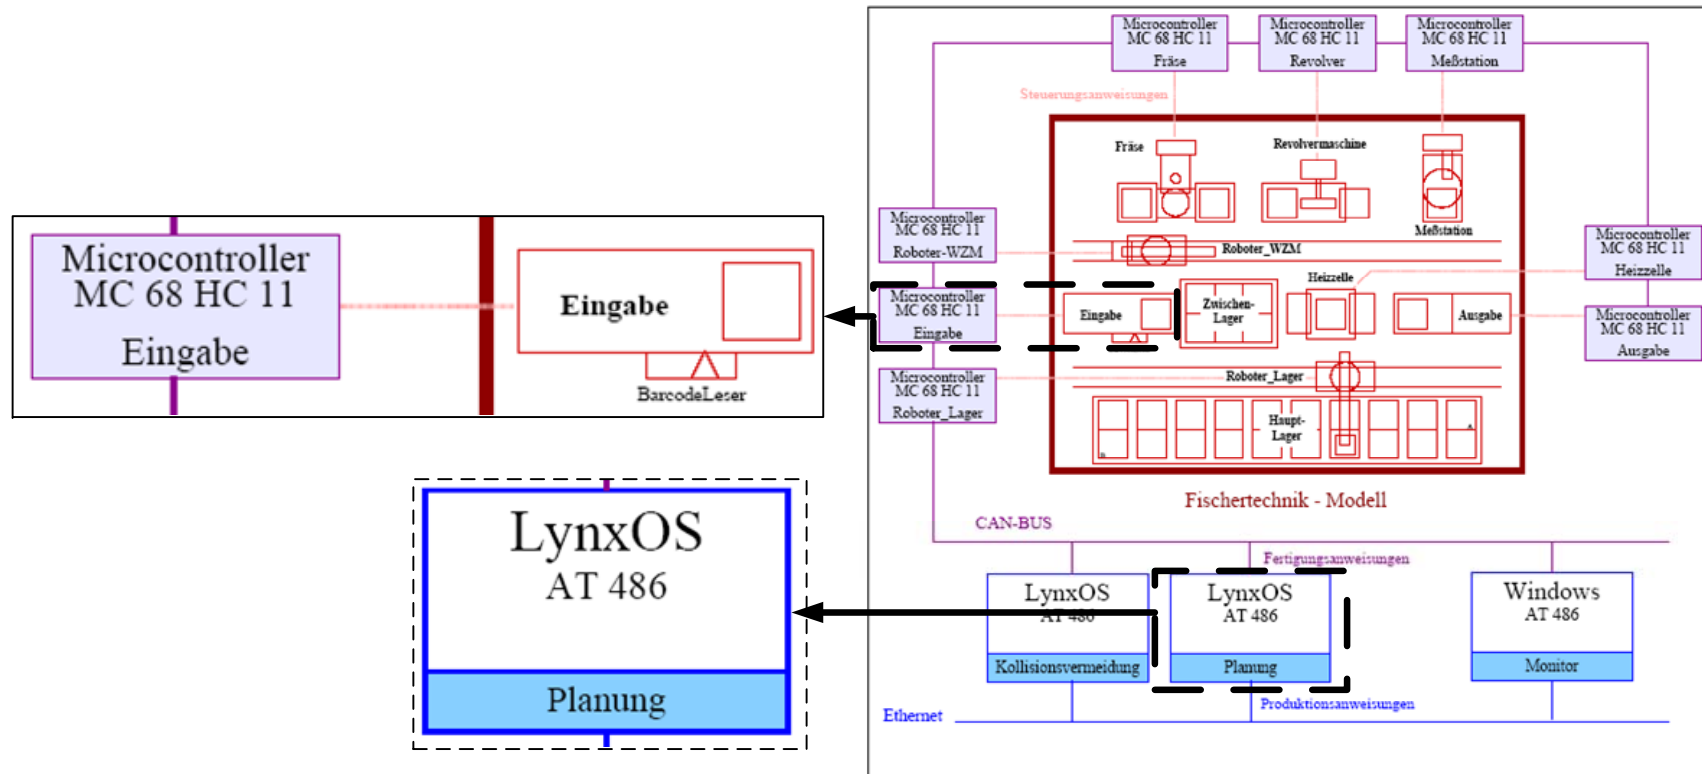 Microcontroller
MC 68 HC 11
Eingabe
Eingabe
BarcodeLeser
LynxOS
AT 486
Planung
Microcontroller
MC 68 HC 11
Fräse
Microcontroller
MC 68 HC 11
Revolver
Microcontroller
MC 68 HC 11
Meßstation
Steuerungsanweisungen
Fräse
Revolvermaschine
Meßstation
Microcontroller
MC 68 HC 11
Roboter-WZM
Roboter_WZM
Microcontroller
MC 68 HC 11
Heizzelle
Heizzelle
Microcontroller
MC 68 HC 11
Eingabe
Eingabe
Zwischen-
Lager
Ausgabe
Microcontroller
MC 68 HC 11
Ausgabe
Microcontroller
MC 68 HC 11
Roboter_Lager
Roboter_Lager
Haupt-
Lager
A
B
Fischertechnik - Modell
CAN-BUS
Fertigungsanweisungen
LynxOS
AT 486
Kollisionsvermeidung
LynxOS
AT 486
Planung
Windows
AT 486
Monitor
Produktionsanweisungen
Ethernet